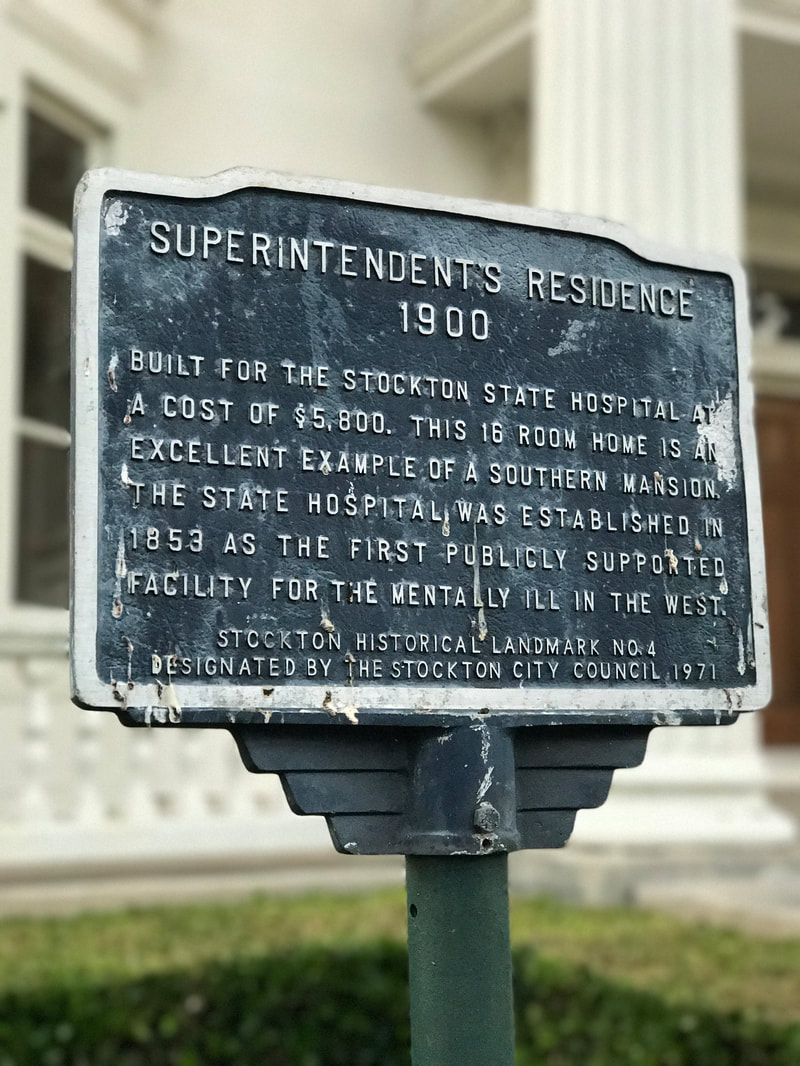 SUPERINTENDENT'S RESIDENCE
1900
BUILT FOR THE STOCKTON STATE HOSPITAL AT
A COST OF $5,800. THIS 16 ROOM HOME IS AN
EXCELLENT EXAMPLE OF A SOUTHERN MANSION.
THE STATE HOSPITAL WAS ESTABLISHED IN
1853 AS THE FIRST PUBLICLY SUPPORTED
FACILITY FOR THE MENTALLY ILL IN THE WEST.
STOCKTON HISTORICAL LANDMARK NO.4
DESIGNATED BY THE STOCKTON CITY COUNCIL 1971